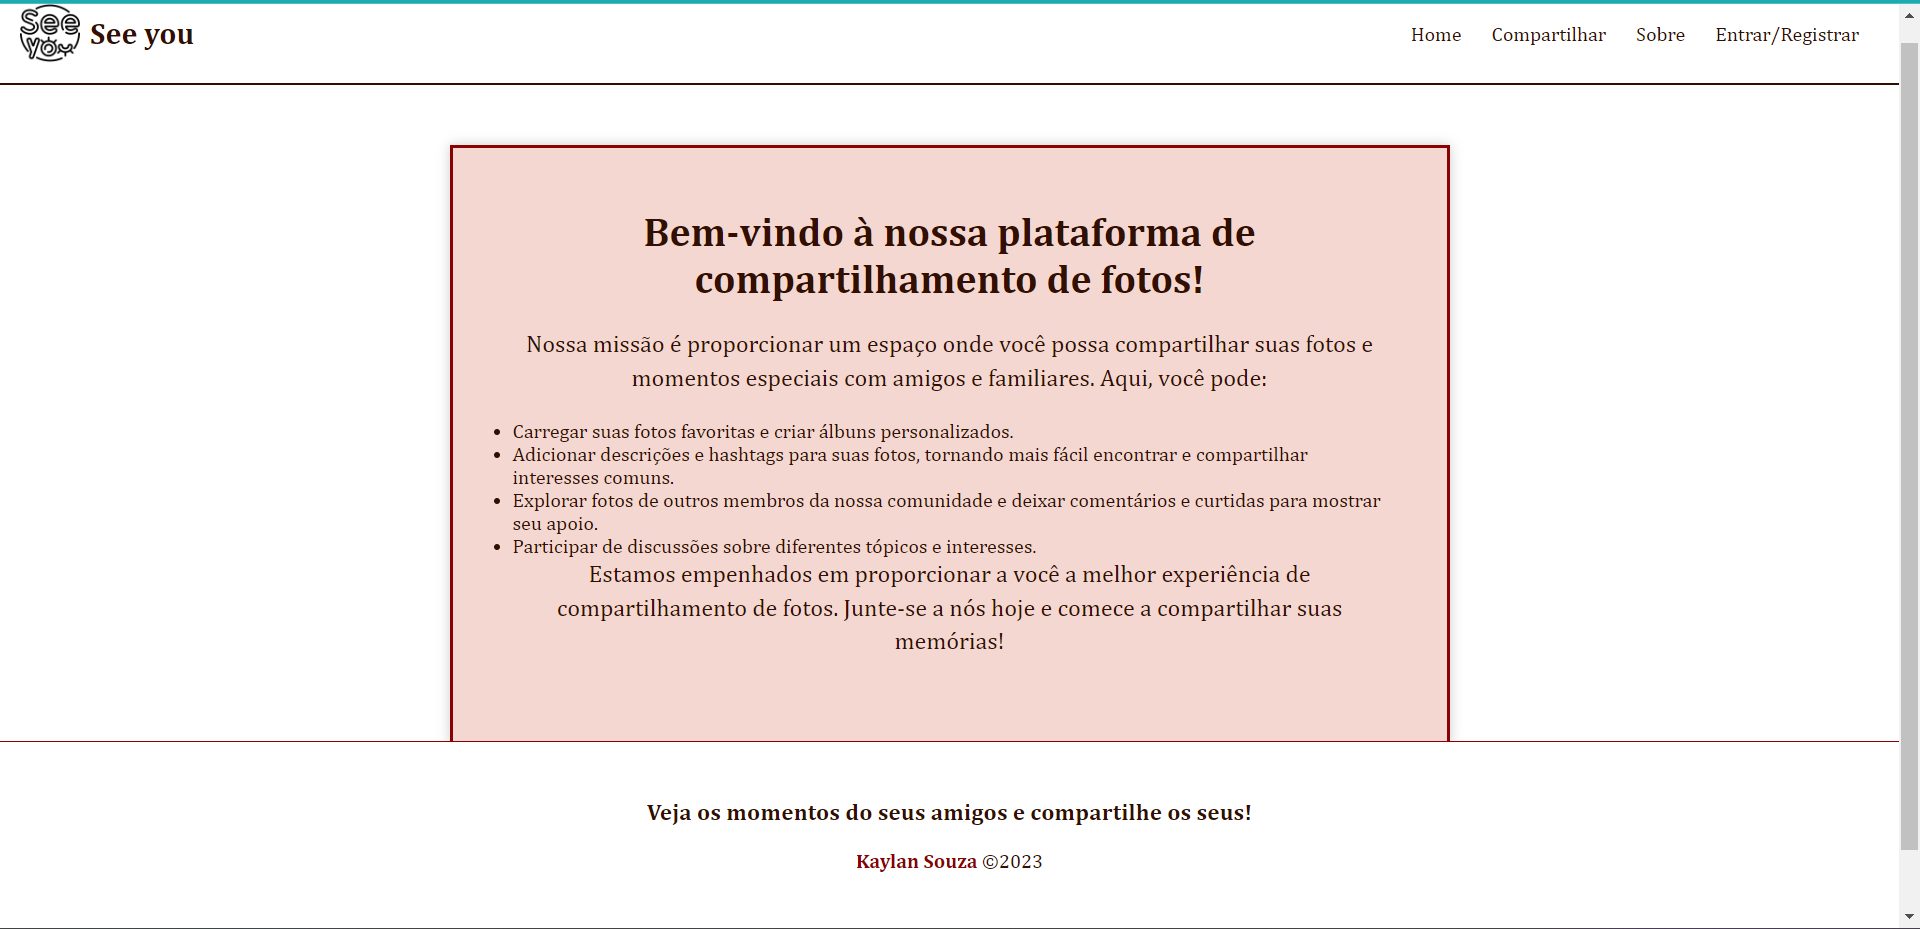 See
you
See you
Home Compartilhar Sobre Entrar/Registrar
Bem-vindo à nossa plataforma de
compartilhamento de fotos!
Nossa missão é proporcionar um espaço onde você possa compartilhar suas fotos e
momentos especiais com amigos e familiares. Aqui, você pode:
• Carregar suas fotos favoritas e criar álbuns personalizados.
• Adicionar descrições e hashtags para suas fotos, tornando mais fácil encontrar e compartilhar
interesses comuns.
• Explorar fotos de outros membros da nossa comunidade e deixar comentários e curtidas para mostrar
seu apoio.
• Participar de discussões sobre diferentes tópicos e interesses.
Estamos empenhados em proporcionar a você a melhor experiência de
compartilhamento de fotos. Junte-se a nós hoje e comece a compartilhar suas
memórias!
Veja os momentos do seus amigos e compartilhe os seus!
Kaylan Souza ©2023